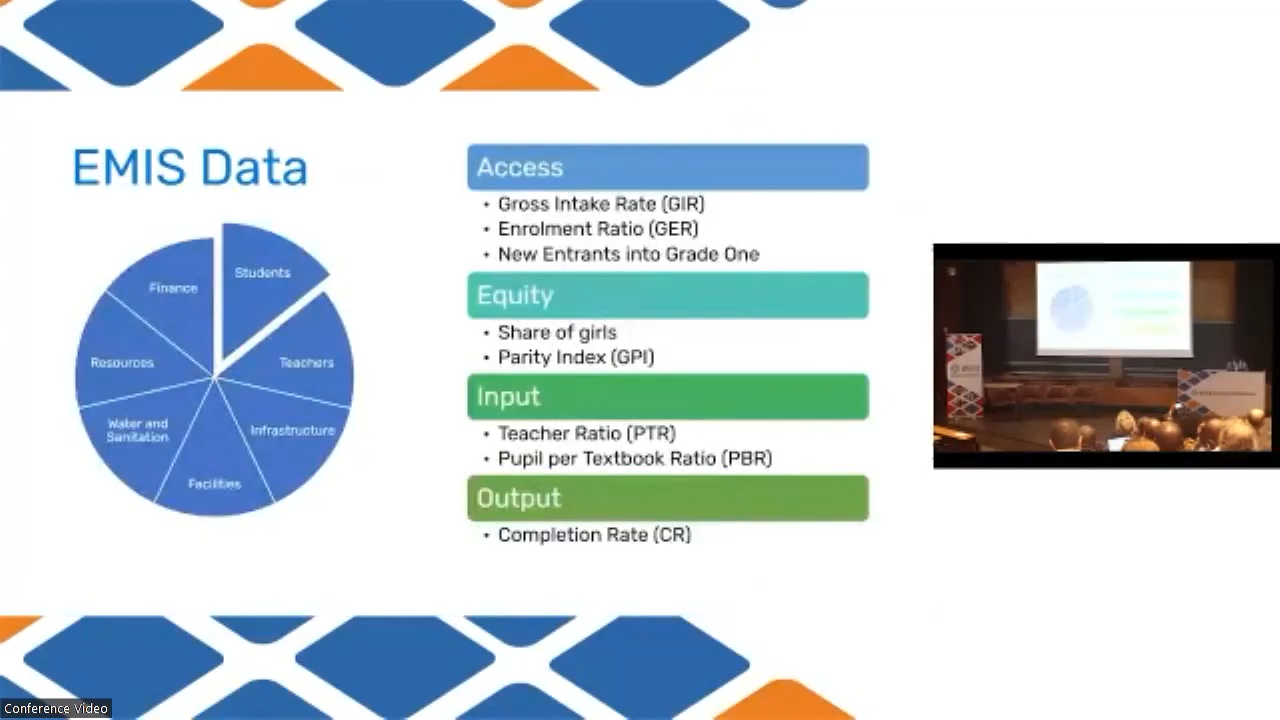 EMIS Data
Students
Finance
Resources
Teachers
Water and
Sanitation
Infrastructure
Facilities
Access
• Gross Intake Rate (GIR)
• Enrolment Ratio (GER)
• New Entrants into Grade One
Equity
• Share of girls
• Parity Index (GPI)
Input
• Teacher Ratio (PTR)
• Pupil per Textbook Ratio (PBR)
Output
• Completion Rate (CR)
Conference Video